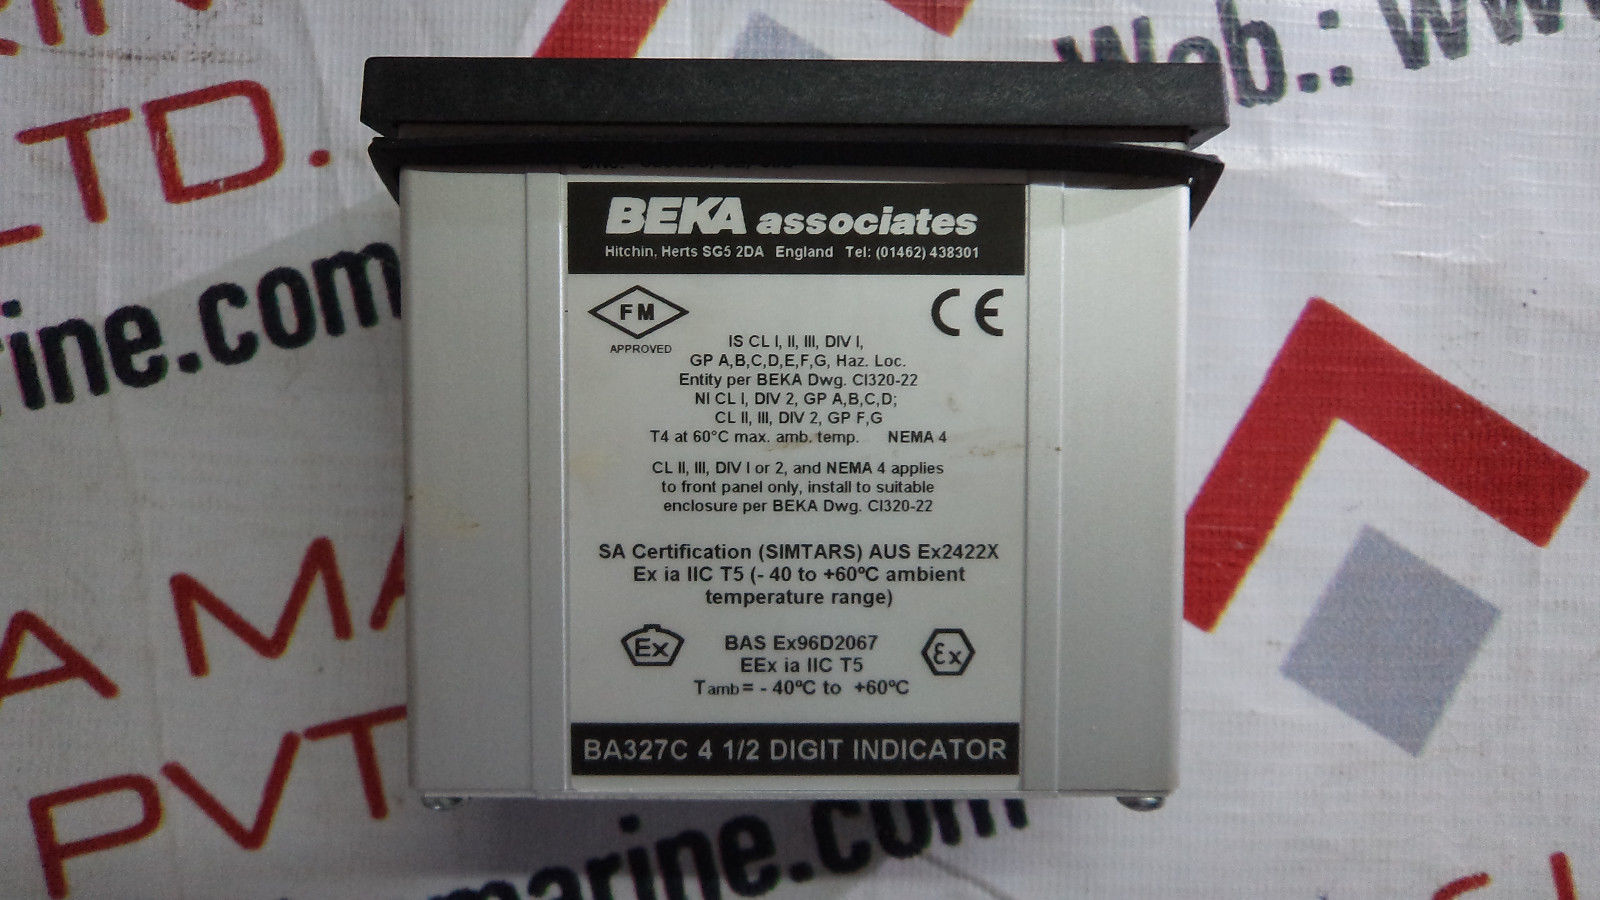 Web.:
LTD.
BEKA associates
Hitchin, Herts SG5 2DA England Tel: (01462) 438301
FM
APPROVED
CE
IS CL I, II, III, DIV I,
GP A,B,C,D,E,F,G, Haz. Loc.
Entity per BEKA Dwg. CI320-22
NI CL I, DIV 2, GP A,B,C,D;
CL II, III, DIV 2, GP F,G
T4 at 60°C max. amb. temp. NEMA 4
CL II, III, DIV I or 2, and NEMA 4 applies
to front panel only, install to suitable
enclosure per BEKA Dwg. CI320-22
SA Certification (SIMTARS) AUS Ex2422X
Ex ia IIC T5 (- 40 to +60ºC ambient
temperature range)
Ex
BAS Ex96D2067
EEx ia IIC T5
Tamb= - 40ºC to +60ºC
Ex
BA327C 4 1/2 DIGIT INDICATOR
rine.com
A MA
PVT
marine.com